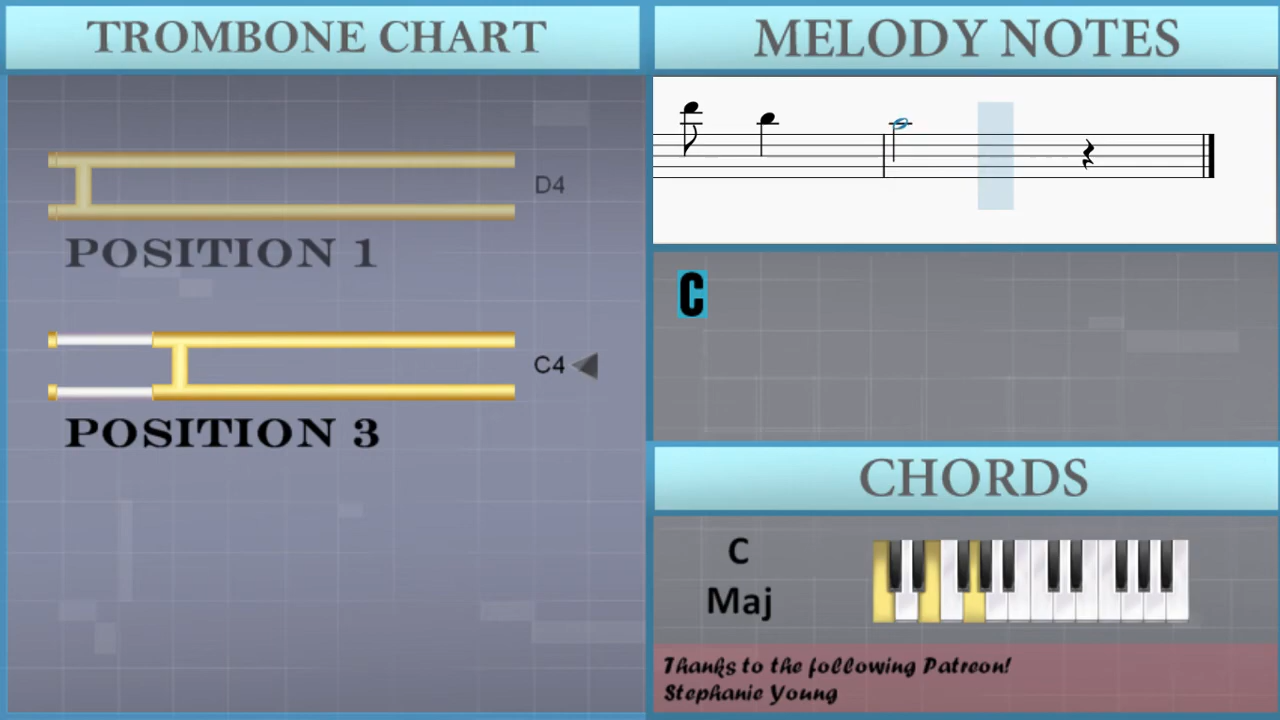 TROMBONE CHART
D4
POSITION 1
C4
POSITION 3
MELODY NOTES
C
CHORDS
C
Maj
Thanks to the following Patreon!
Stephanie Young